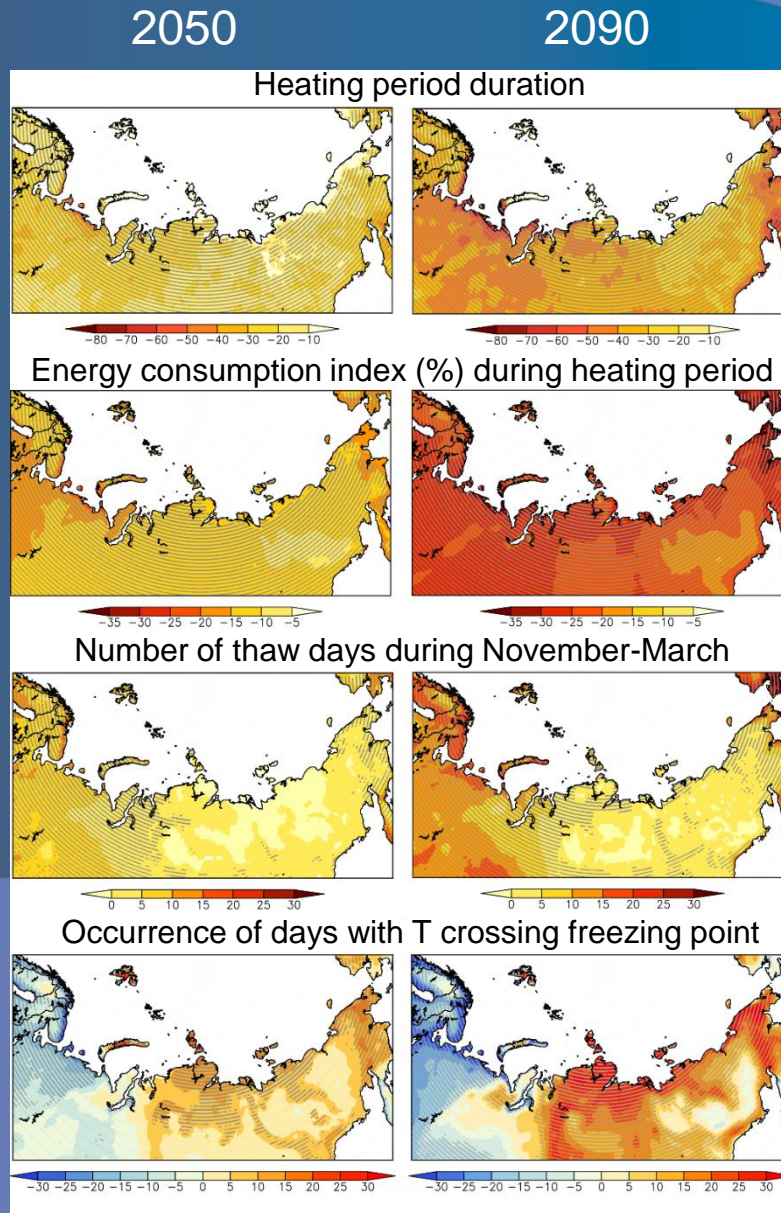 2050 2090
Heating period duration
-80 -70 -60 -50 -40 -30 -20 -10 -80 -70 -60 -50 -40 -30 -20 -10
Energy consumption index (%) during heating period
-35 -30 -25 -20 -15 -10 -5 -35 -30 -25 -20 -15 -10 -5
Number of thaw days during November-March
0 5 10 15 20 25 30 0 5 10 15 20 25 30
Occurrence of days with T crossing freezing point
-30 -25 -20 -15 -10 -5 0 5 10 15 20 25 30 -30 -25 -20 -15 -10 -5 0 5 10 15 20 25 30